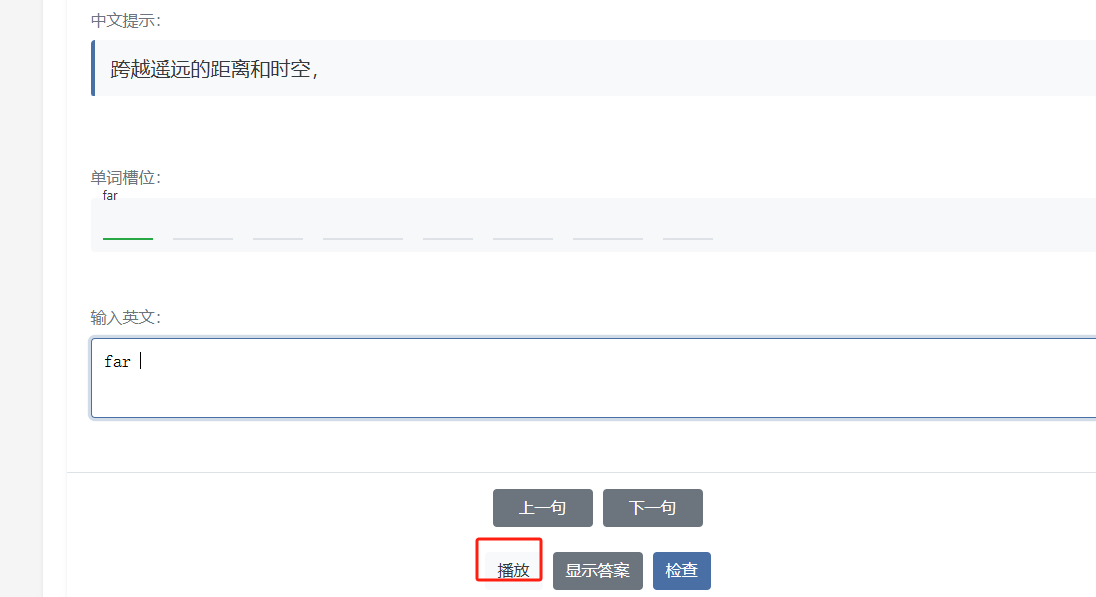 中文提示:
跨越遥远的距离和时空，
单词槽位:
far
输入英文:
far
上一句 下一句
播放 显示答案 检查